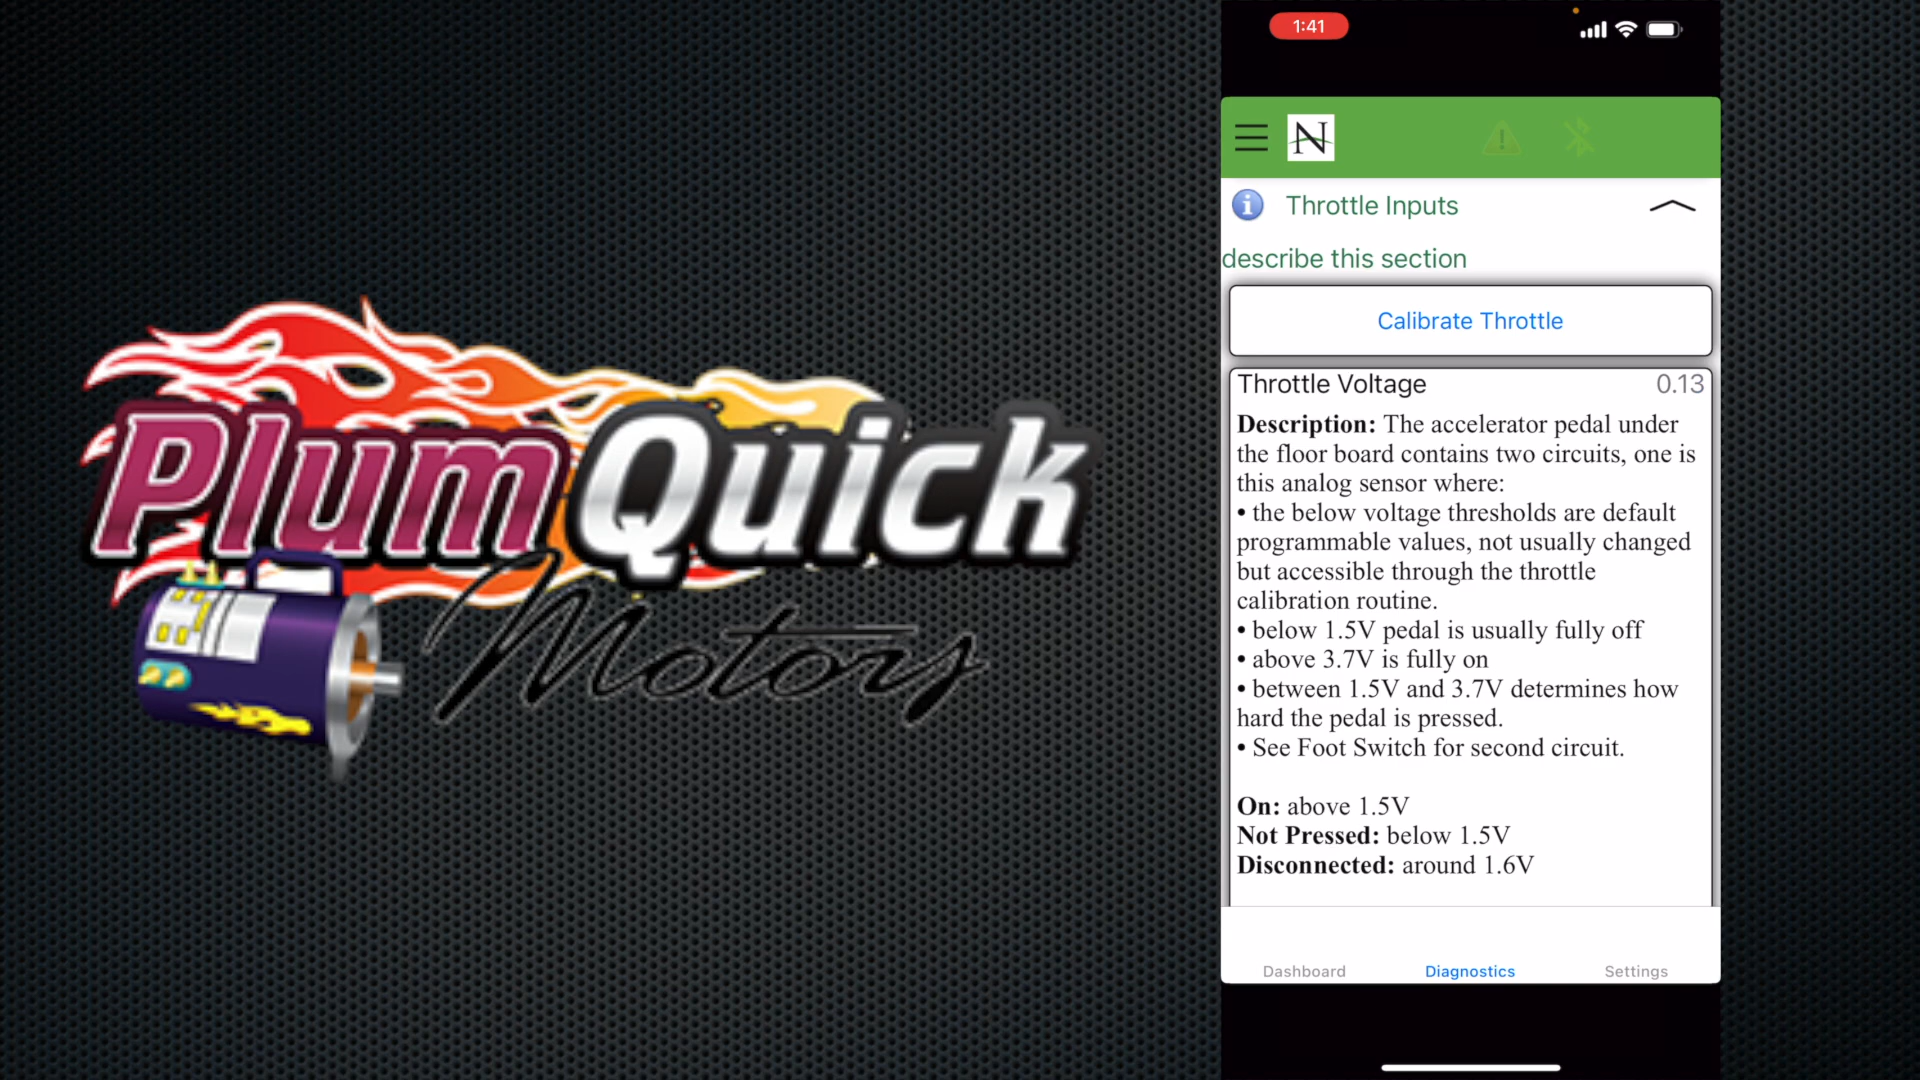 PlumQuick
Motors
1:41
N
Throttle Inputs
describe this section
Calibrate Throttle
Throttle Voltage 0.13
Description: The accelerator pedal under
the floor board contains two circuits, one is
this analog sensor where:
• the below voltage thresholds are default
programmable values, not usually changed
but accessible through the throttle
calibration routine.
• below 1.5V pedal is usually fully off
• above 3.7V is fully on
• between 1.5V and 3.7V determines how
hard the pedal is pressed.
• See Foot Switch for second circuit.
On: above 1.5V
Not Pressed: below 1.5V
Disconnected: around 1.6V
Dashboard Diagnostics Settings